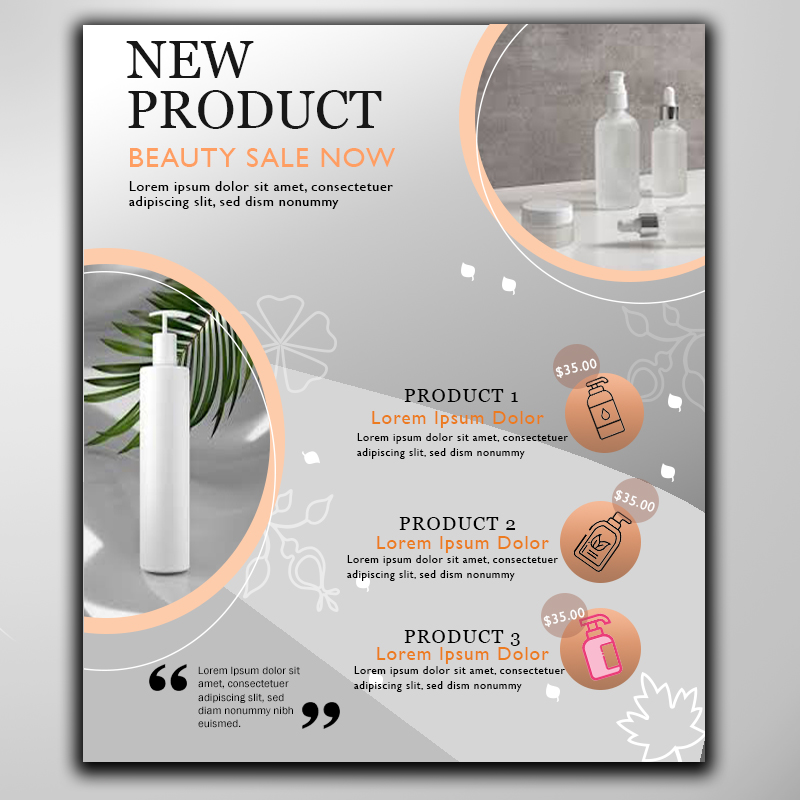 NEW
PRODUCT
BEAUTY SALE NOW
Lorem ipsum dolor sit amet, consectetuer
adipiscing slit, sed dism nonummy
$35.00
PRODUCT 1
Lorem Ipsum Dolor
Lorem ipsum dolor sit amet, consectetuer
adipiscing slit, sed dism nonummy
$35.00
PRODUCT 2
Lorem Ipsum Dolor
Lorem ipsum dolor sit amet, consectetuer
adipiscing slit, sed dism nonummy
$35.00
PRODUCT 3
Lorem Ipsum Dolor
Lorem ipsum dolor sit amet, consectetuer
adipiscing slit, sed dism nonummy
“ Lorem Ipsum dolor sit
amet, consectetuer
adipiscing slit, sed
diam nonummy nibh
euismed. ”